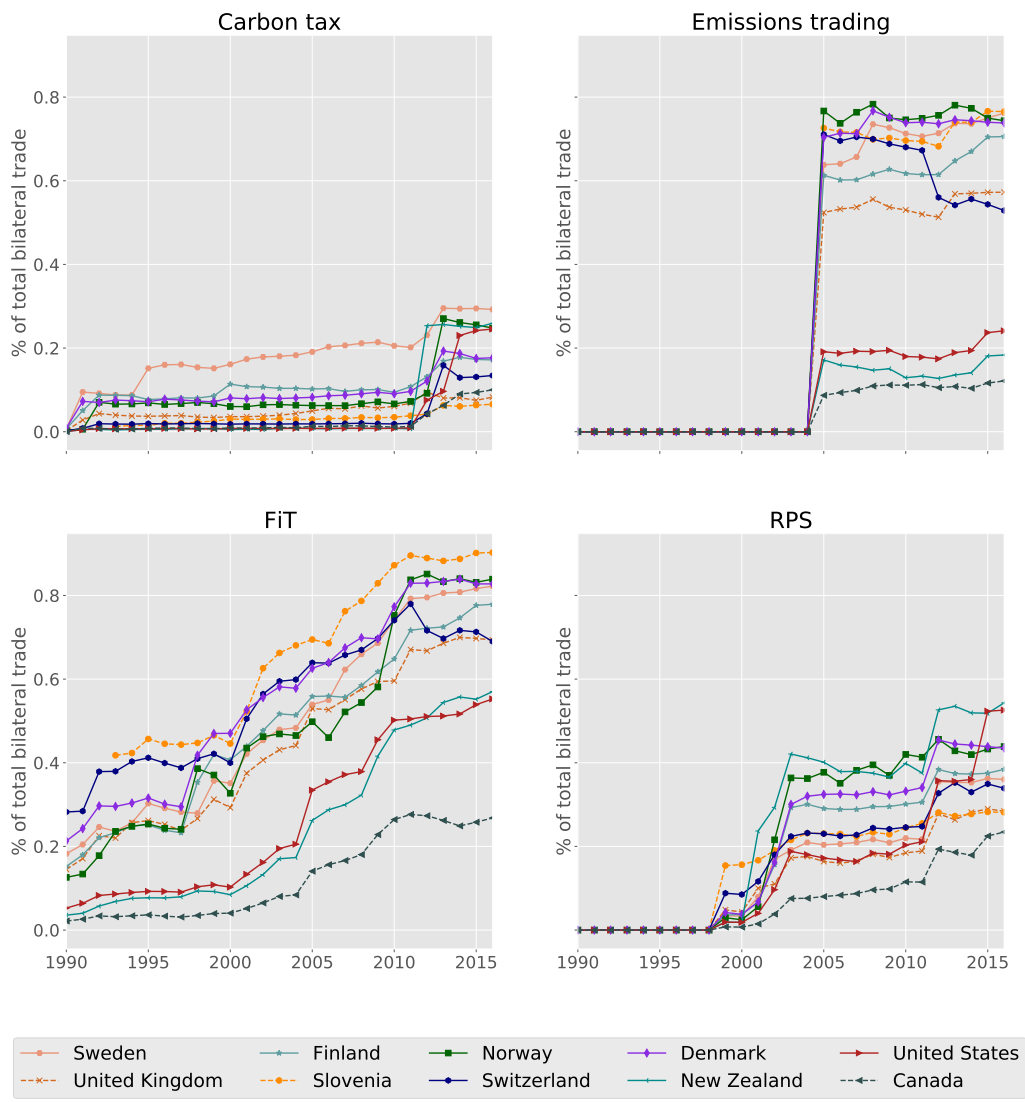 Carbon tax
Emissions trading
% of total bilateral trade
0.8
0.6
0.4
0.2
0.0
% of total bilateral trade
FiT
RPS
% of total bilateral trade
0.8
0.6
0.4
0.2
0.0
% of total bilateral trade
1990 1995 2000 2005 2010 2015
1990 1995 2000 2005 2010 2015
Sweden Finland Norway Denmark United States
United Kingdom Slovenia Switzerland New Zealand Canada